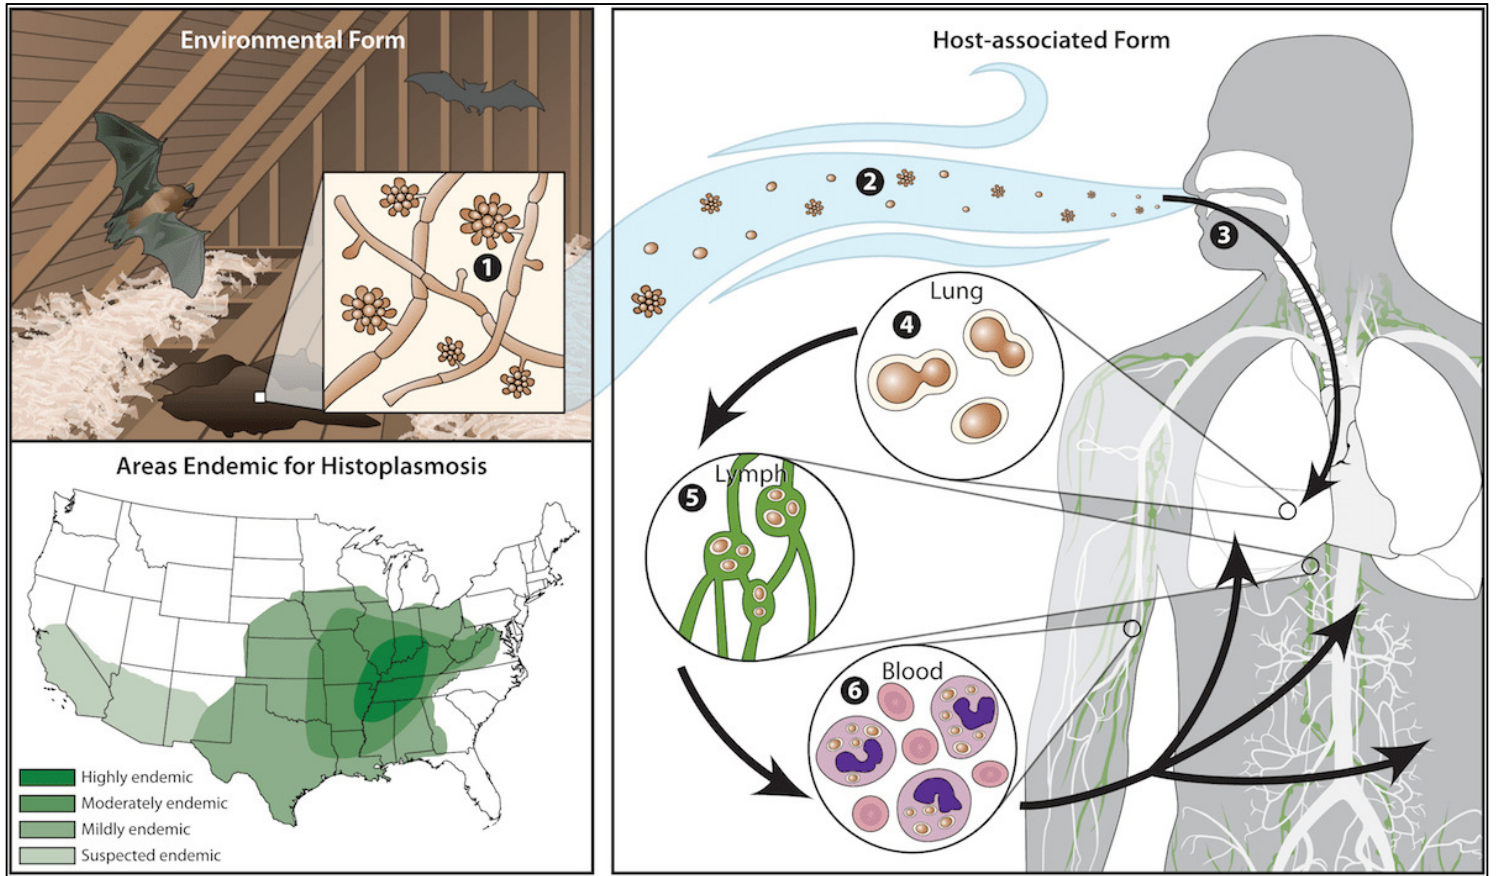 Environmental Form
1
Areas Endemic for Histoplasmosis
Highly endemic
Moderately endemic
Mildly endemic
Suspected endemic
Host-associated Form
2
3
Lung
4
Lymph
5
Blood
6